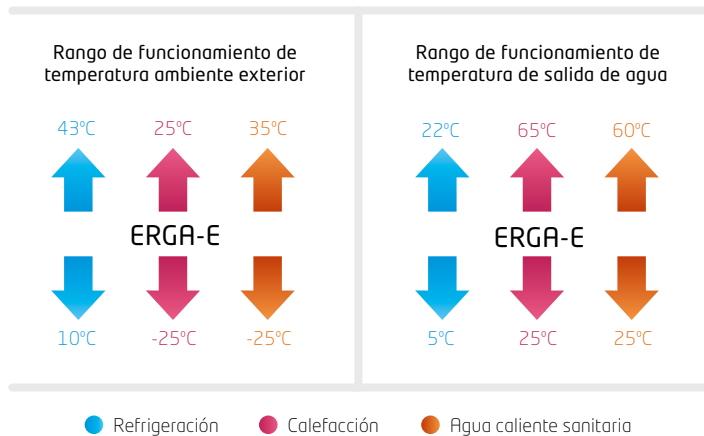 Rango de funcionamiento de
temperatura ambiente exterior
43ºC 25ºC 35ºC
ERGA-E
10ºC -25ºC -25ºC
Rango de funcionamiento de
temperatura de salida de agua
22ºC 65ºC 60ºC
ERGA-E
5ºC 25ºC 25ºC
Refrigeración Calefacción Agua caliente sanitaria